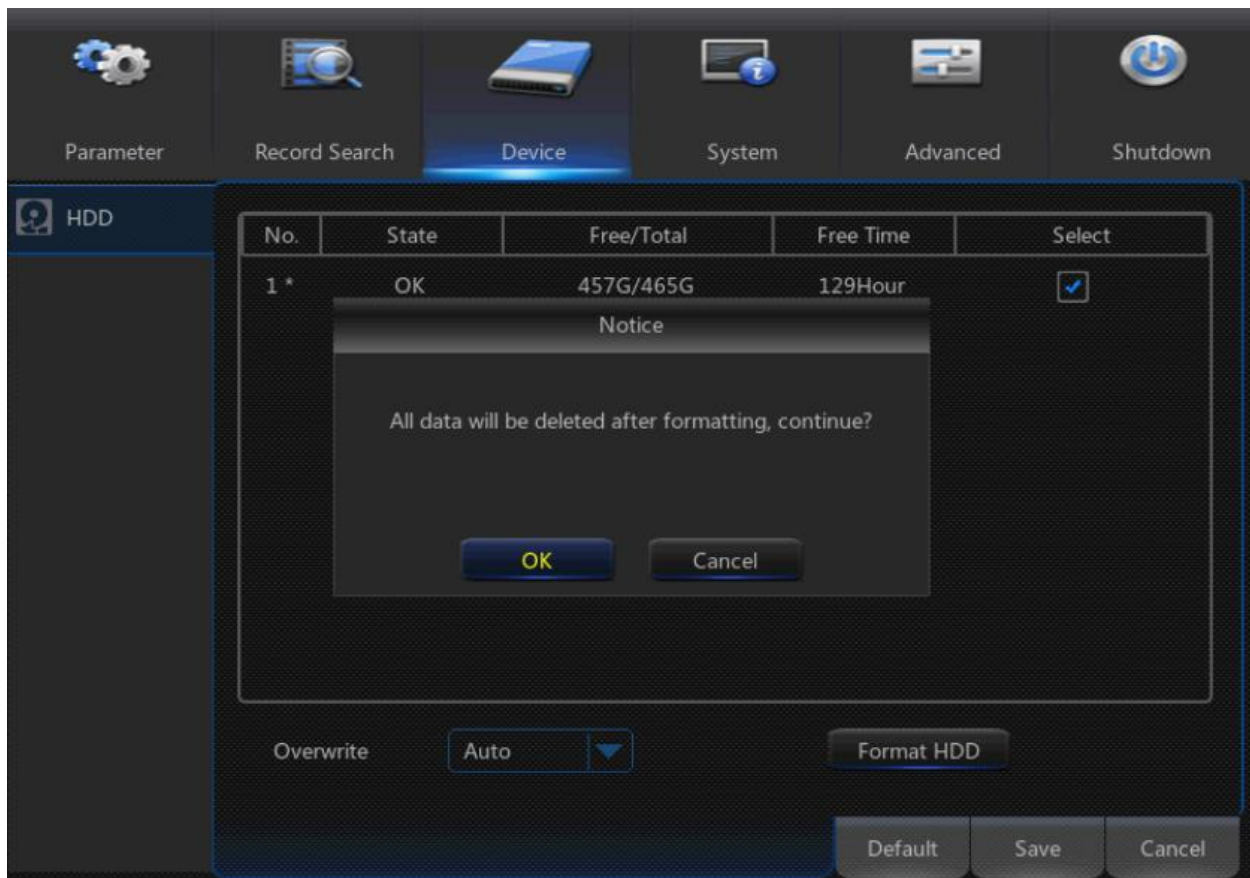 Parameter Record Search Device System Advanced Shutdown
HDD
No. State Free/Total Free Time Select
1 * OK 457G/465G 129Hour
Notice
All data will be deleted after formatting, continue?
OK Cancel
Overwrite Auto Format HDD
Default Save Cancel